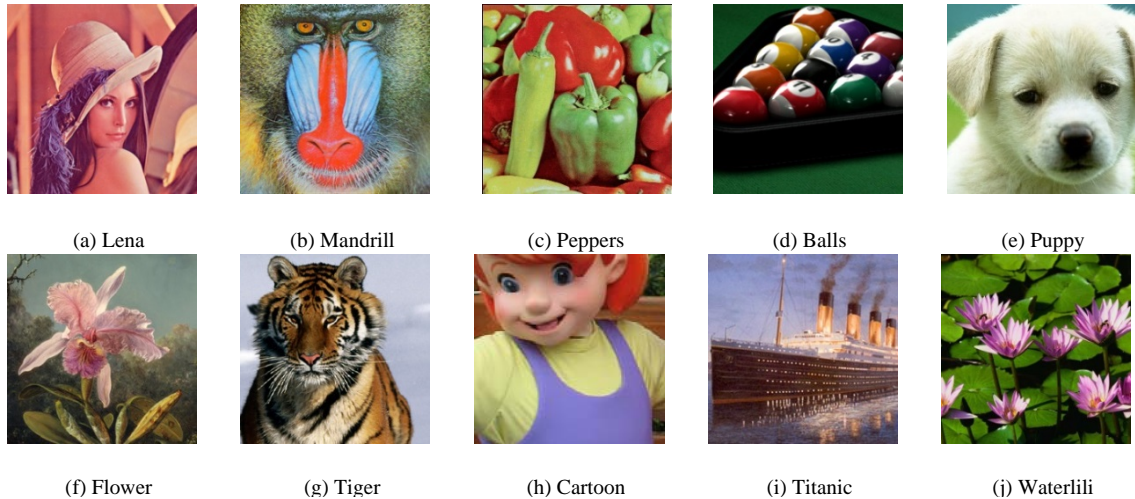 (a) Lena (b) Mandrill (c) Peppers (d) Balls (e) Puppy
(f) Flower (g) Tiger (h) Cartoon (i) Titanic (j) Waterlili